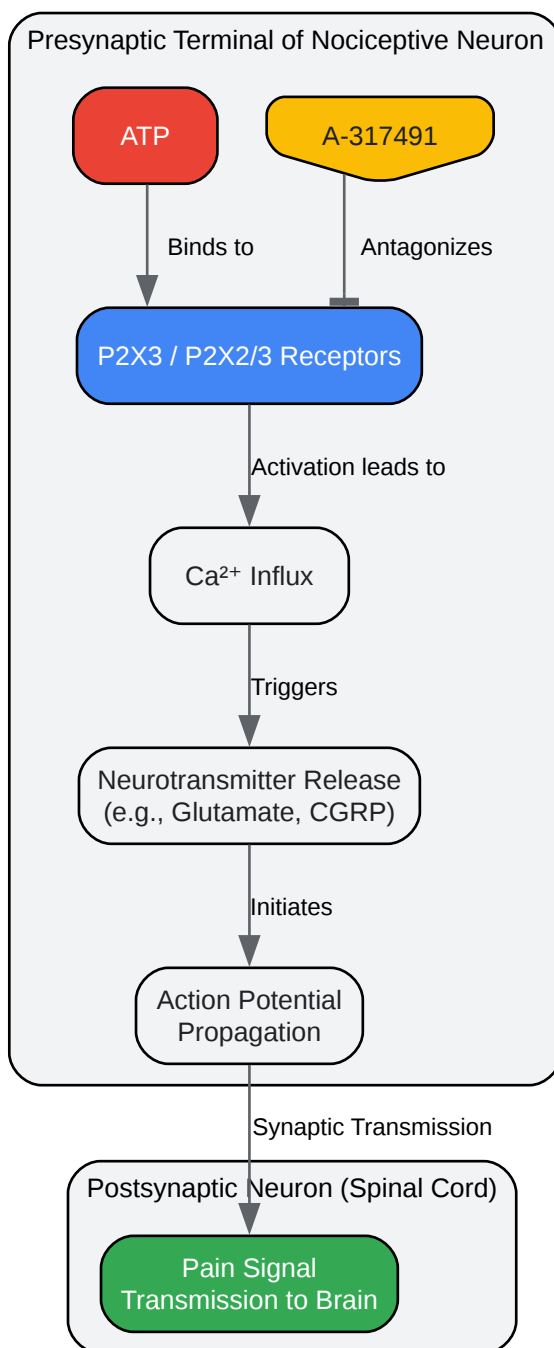 Presynaptic Terminal of Nociceptive Neuron
ATP
A-317491
Binds to
Antagonizes
P2X3 / P2X2/3 Receptors
Activation leads to
Ca²⁺ Influx
Triggers
Neurotransmitter Release
(e.g., Glutamate, CGRP)
Initiates
Action Potential
Propagation
Synaptic Transmission
Postsynaptic Neuron (Spinal Cord)
Pain Signal
Transmission to Brain